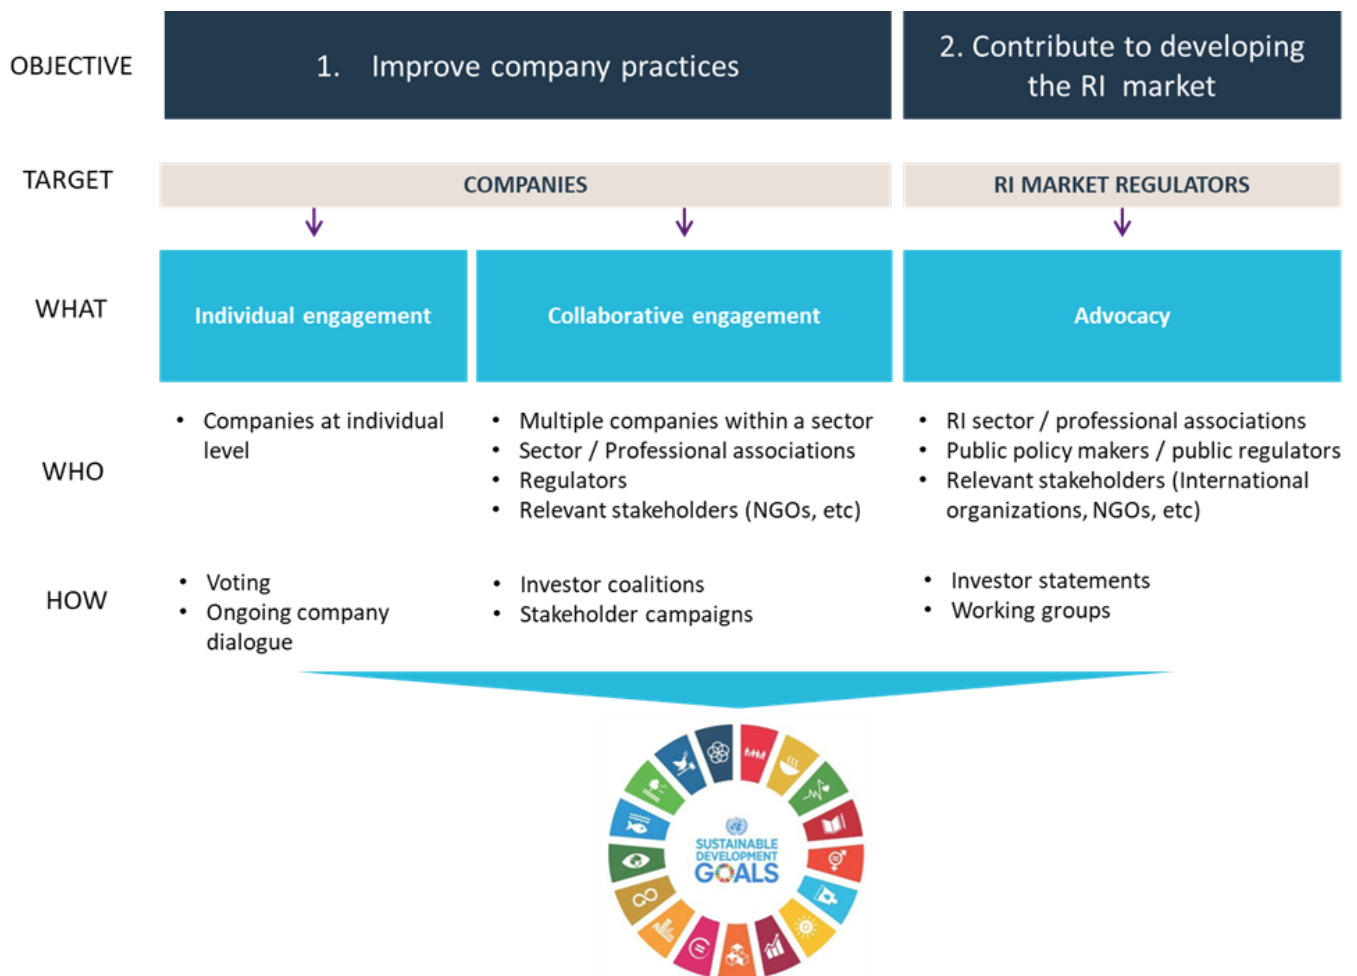 OBJECTIVE
1. Improve company practices
2. Contribute to developing
the RI market
TARGET
COMPANIES
RI MARKET REGULATORS
WHAT
Individual engagement
Collaborative engagement
Advocacy
WHO
• Companies at individual
level
• Multiple companies within a sector
• Sector / Professional associations
• Regulators
• Relevant stakeholders (NGOs, etc)
• RI sector / professional associations
• Public policy makers / public regulators
• Relevant stakeholders (International
organizations, NGOs, etc)
HOW
• Voting
• Ongoing company
dialogue
• Investor coalitions
• Stakeholder campaigns
• Investor statements
• Working groups
SUSTAINABLE
DEVELOPMENT
GOALS